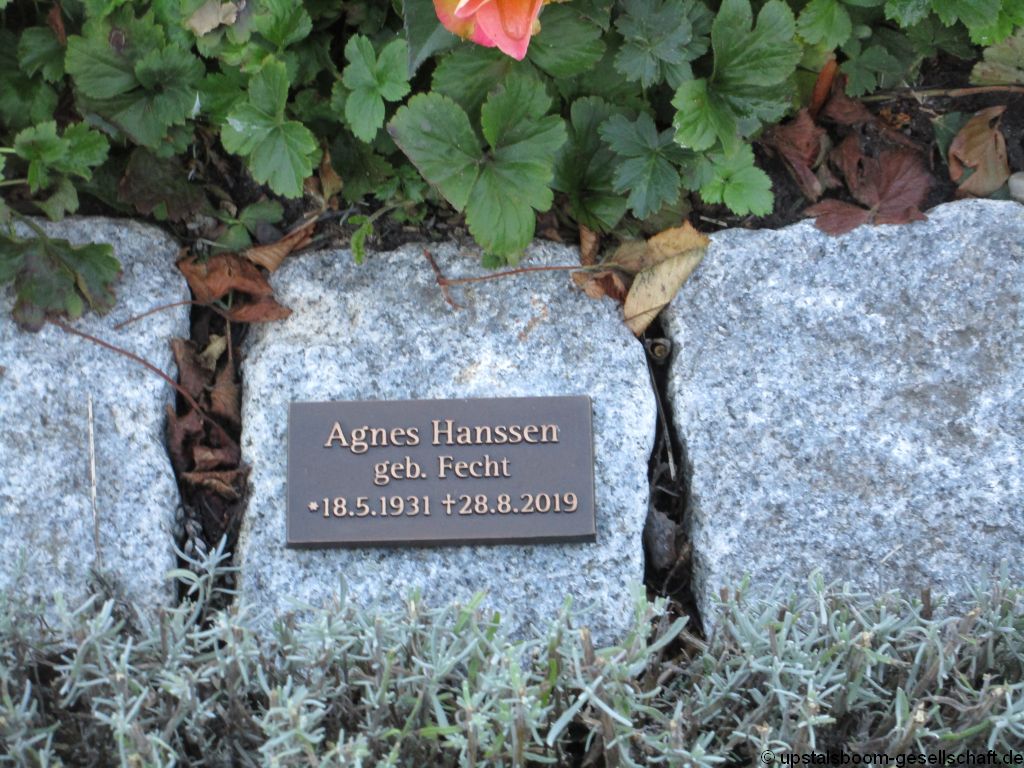 Agnes Hanssen
geb. Fecht
*18.5.1931 †28.8.2019
© upstalsboom-gesellschaft.de